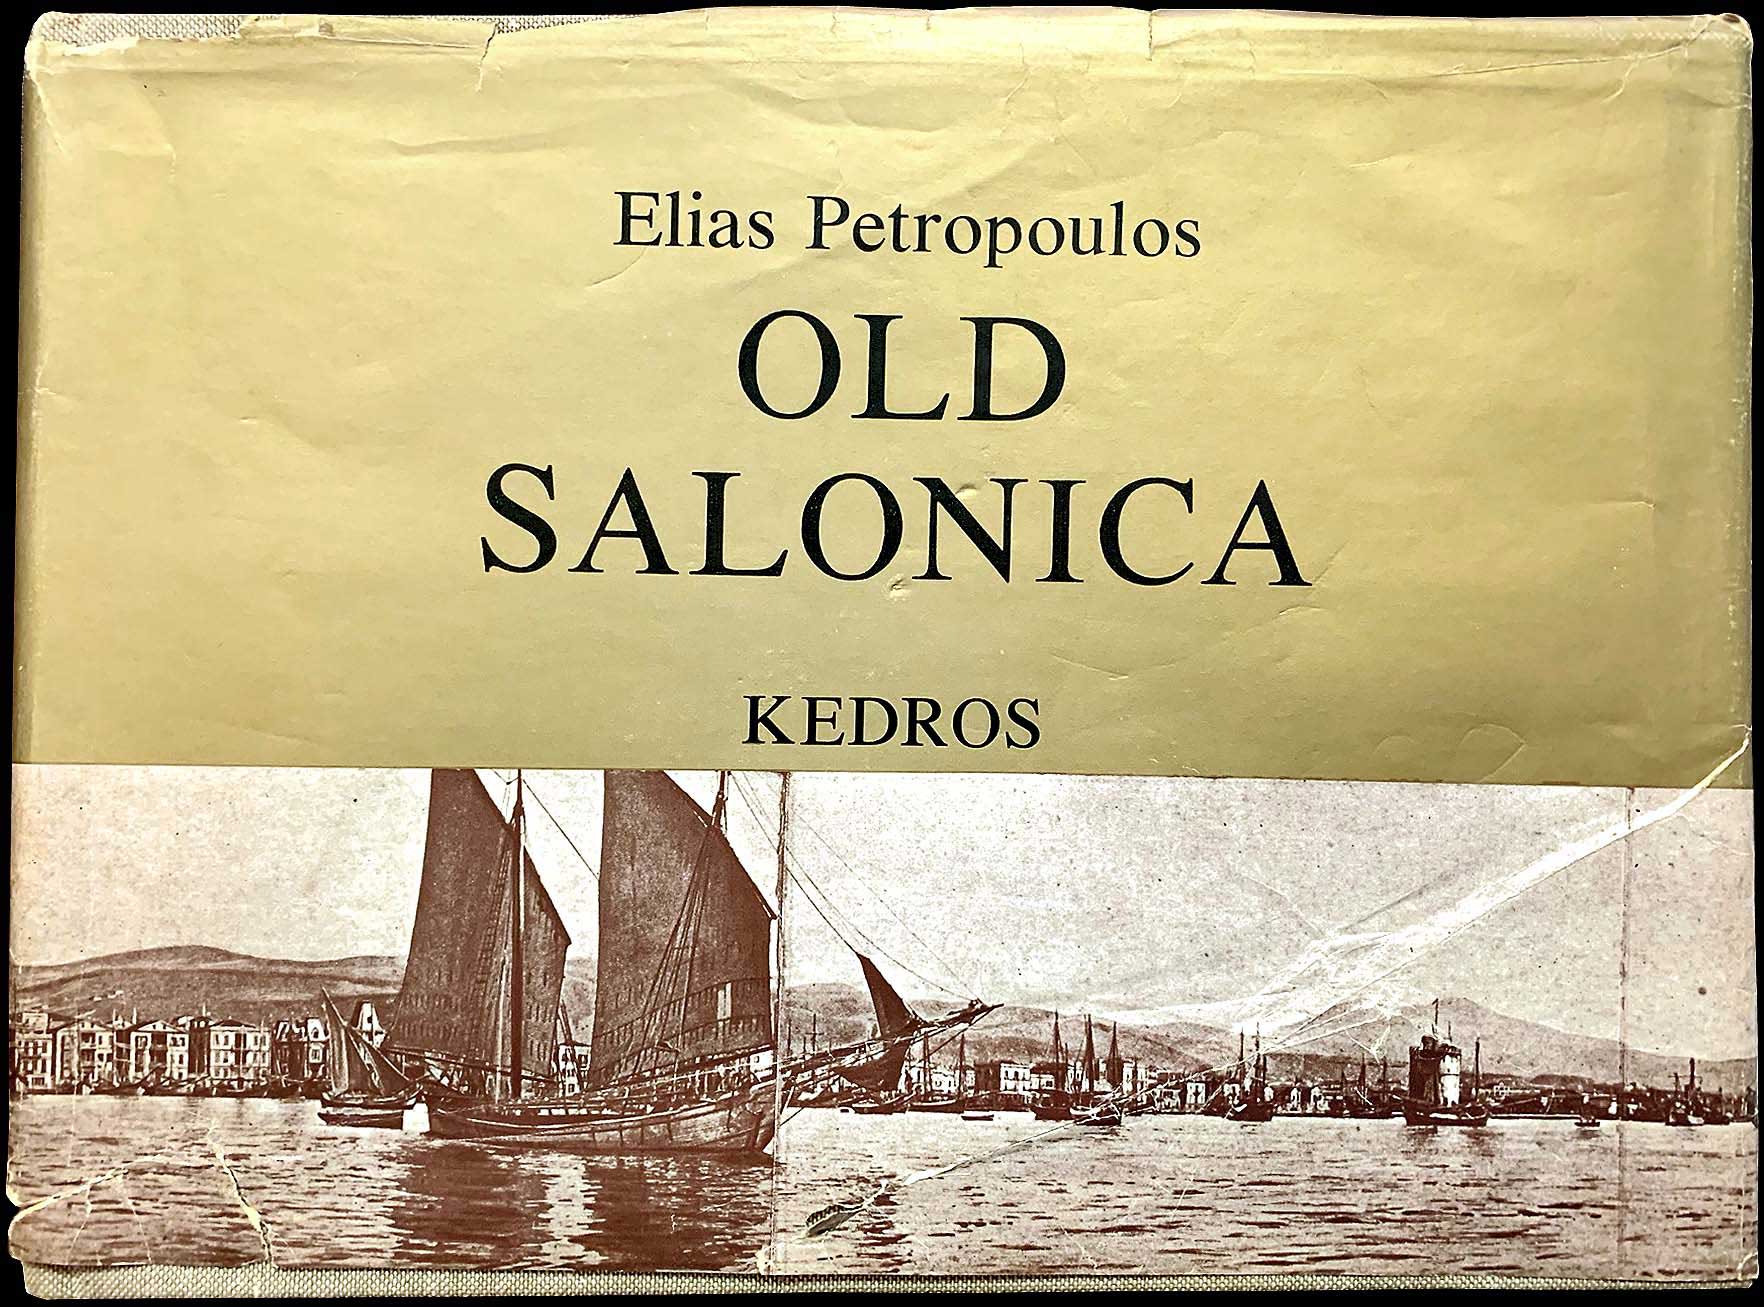 Elias Petropoulos
OLD
SALONICA
KEDROS